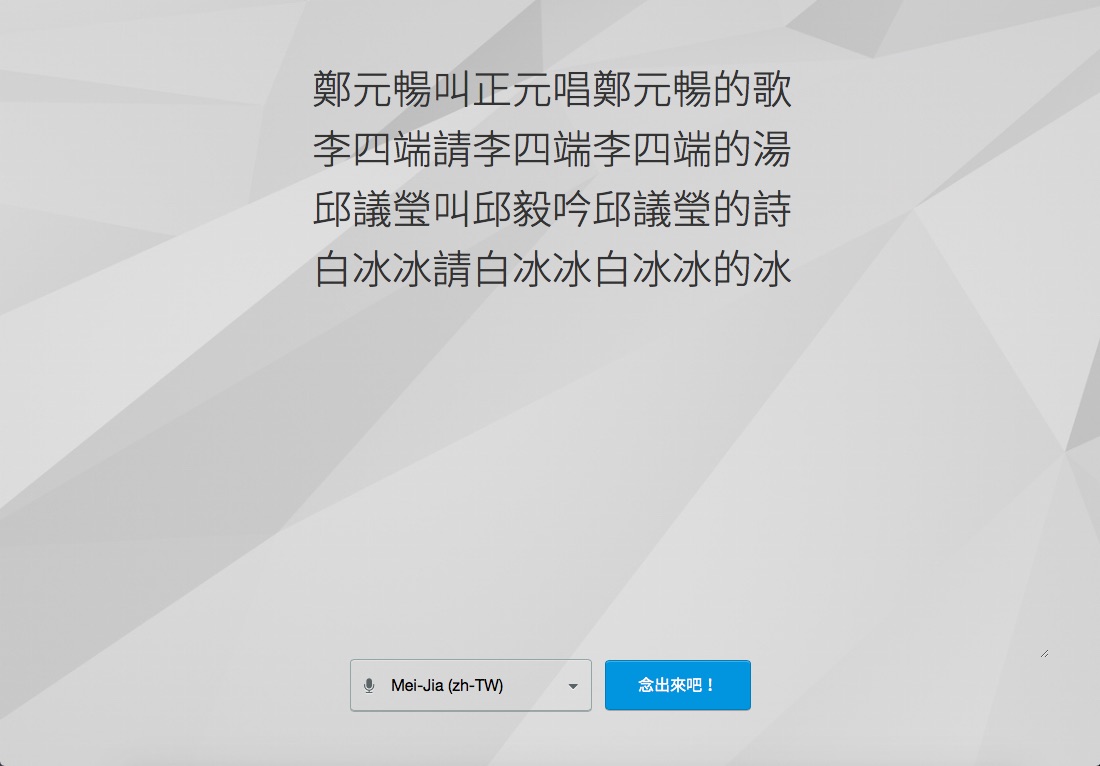 鄭元暢叫正元唱鄭元暢的歌
李四端請李四端李四端的湯
邱議瑩叫邱毅吟邱議瑩的詩
白冰冰請白冰冰白冰冰的冰
Mei-Jia (zh-TW)
念出來吧！